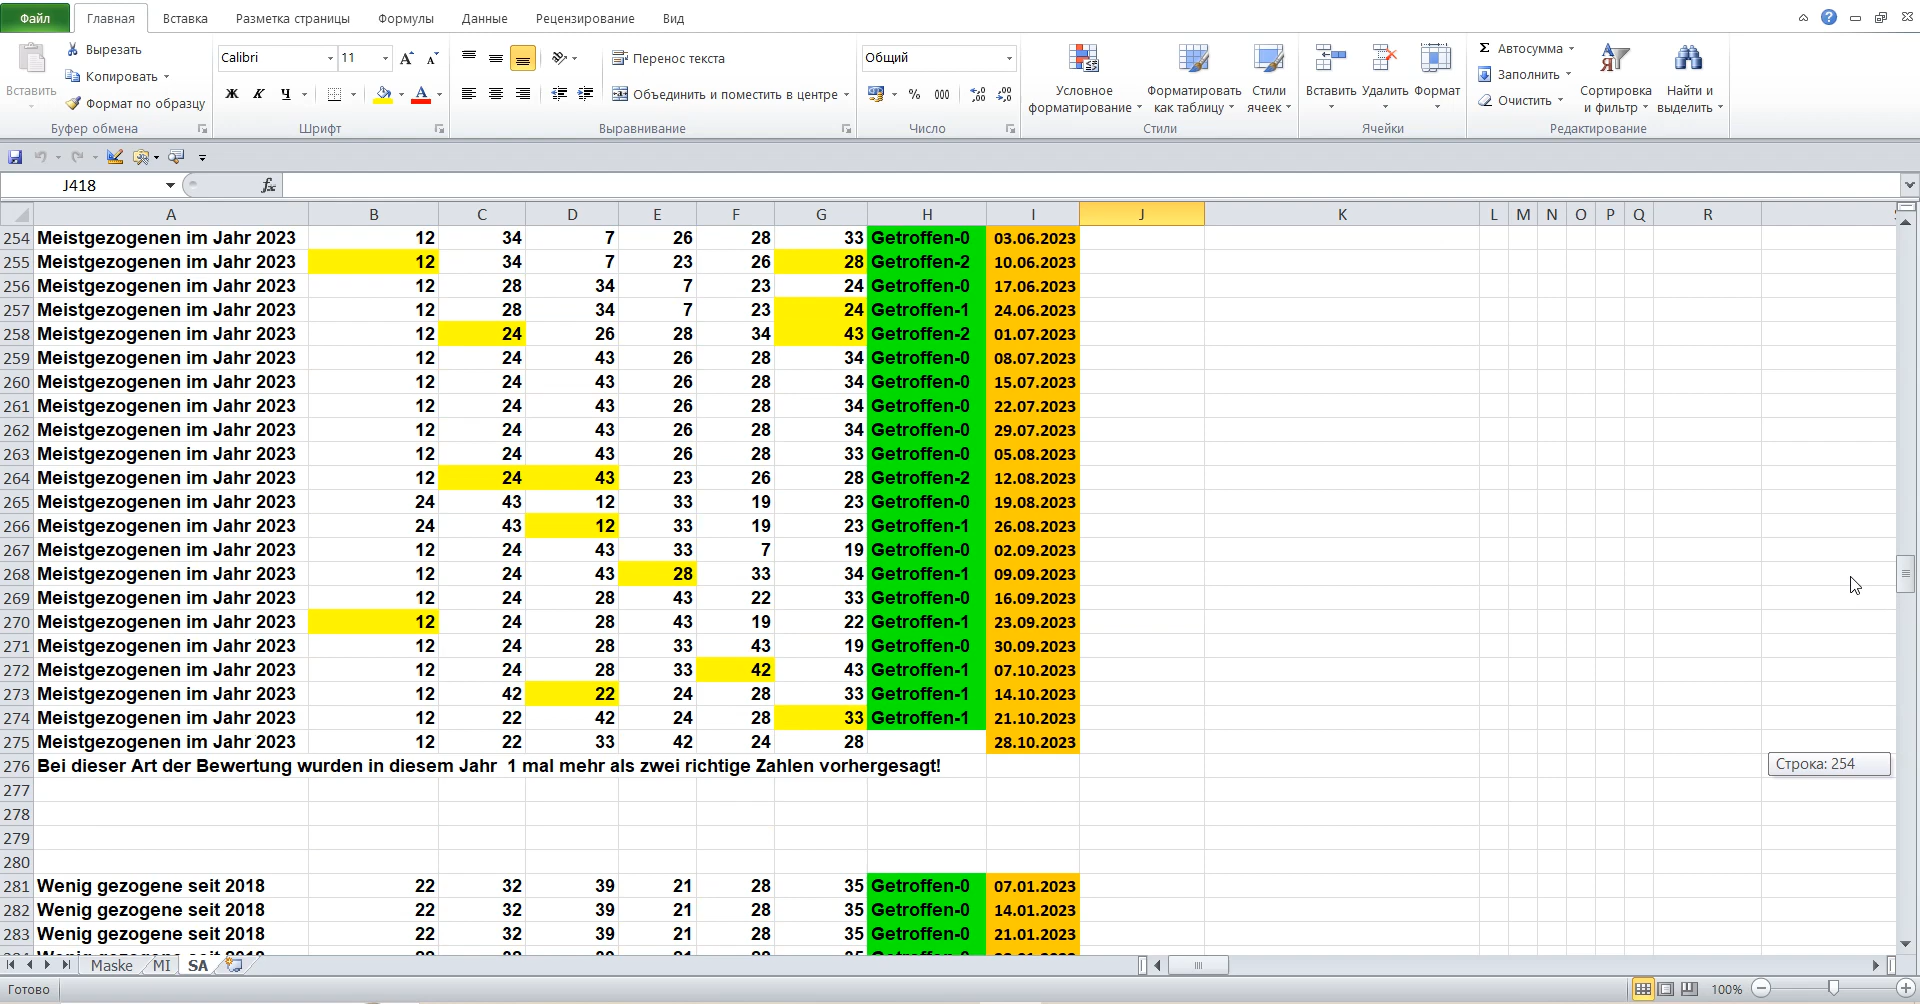 Файл Главная Вставка Разметка страницы Формулы Данные Рецензирование Вид
Вставить
Вырезать
Копировать
Формат по образцу
Буфер обмена
Calibri 11
Ж К Ч А
Шрифт
Перенос текста
Объединить и поместить в центре
Выравнивание
Общий
% 000
Число
Условное форматирование
Форматировать как таблицу
Стили ячеек
Стили
Вставить Удалить Формат
Ячейки
Σ Автосумма
Заполнить
Очистить
Сортировка и фильтр
Найти и выделить
Редактирование
J418 fx
A B C D E F G H I J K L M N O P Q R
254 Meistgezogenen im Jahr 2023 12 34 7 26 28 33 Getroffen-0 03.06.2023
255 Meistgezogenen im Jahr 2023 12 34 7 23 26 28 Getroffen-2 10.06.2023
256 Meistgezogenen im Jahr 2023 12 28 34 7 23 24 Getroffen-0 17.06.2023
257 Meistgezogenen im Jahr 2023 12 28 34 7 23 24 Getroffen-1 24.06.2023
258 Meistgezogenen im Jahr 2023 12 24 26 28 34 43 Getroffen-2 01.07.2023
259 Meistgezogenen im Jahr 2023 12 24 43 26 28 34 Getroffen-0 08.07.2023
260 Meistgezogenen im Jahr 2023 12 24 43 26 28 34 Getroffen-0 15.07.2023
261 Meistgezogenen im Jahr 2023 12 24 43 26 28 34 Getroffen-0 22.07.2023
262 Meistgezogenen im Jahr 2023 12 24 43 26 28 34 Getroffen-0 29.07.2023
263 Meistgezogenen im Jahr 2023 12 24 43 26 28 33 Getroffen-0 05.08.2023
264 Meistgezogenen im Jahr 2023 12 24 43 23 26 28 Getroffen-2 12.08.2023
265 Meistgezogenen im Jahr 2023 24 43 12 33 19 23 Getroffen-0 19.08.2023
266 Meistgezogenen im Jahr 2023 24 43 12 33 19 23 Getroffen-1 26.08.2023
267 Meistgezogenen im Jahr 2023 12 24 43 33 7 19 Getroffen-0 02.09.2023
268 Meistgezogenen im Jahr 2023 12 24 43 28 33 34 Getroffen-1 09.09.2023
269 Meistgezogenen im Jahr 2023 12 24 28 43 22 33 Getroffen-0 16.09.2023
270 Meistgezogenen im Jahr 2023 12 24 28 43 19 22 Getroffen-1 23.09.2023
271 Meistgezogenen im Jahr 2023 12 24 28 33 43 19 Getroffen-0 30.09.2023
272 Meistgezogenen im Jahr 2023 12 24 28 33 42 43 Getroffen-1 07.10.2023
273 Meistgezogenen im Jahr 2023 12 42 22 24 28 33 Getroffen-1 14.10.2023
274 Meistgezogenen im Jahr 2023 12 22 42 24 28 33 Getroffen-1 21.10.2023
275 Meistgezogenen im Jahr 2023 12 22 33 42 24 28 28.10.2023
276 Bei dieser Art der Bewertung wurden in diesem Jahr 1 mal mehr als zwei richtige Zahlen vorhergesagt!
Строка: 254
277
278
279
280
281 Wenig gezogene seit 2018 22 32 39 21 28 35 Getroffen-0 07.01.2023
282 Wenig gezogene seit 2018 22 32 39 21 28 35 Getroffen-0 14.01.2023
283 Wenig gezogene seit 2018 22 32 39 21 28 35 Getroffen-0 21.01.2023
Maske MI SA
Готово 100%